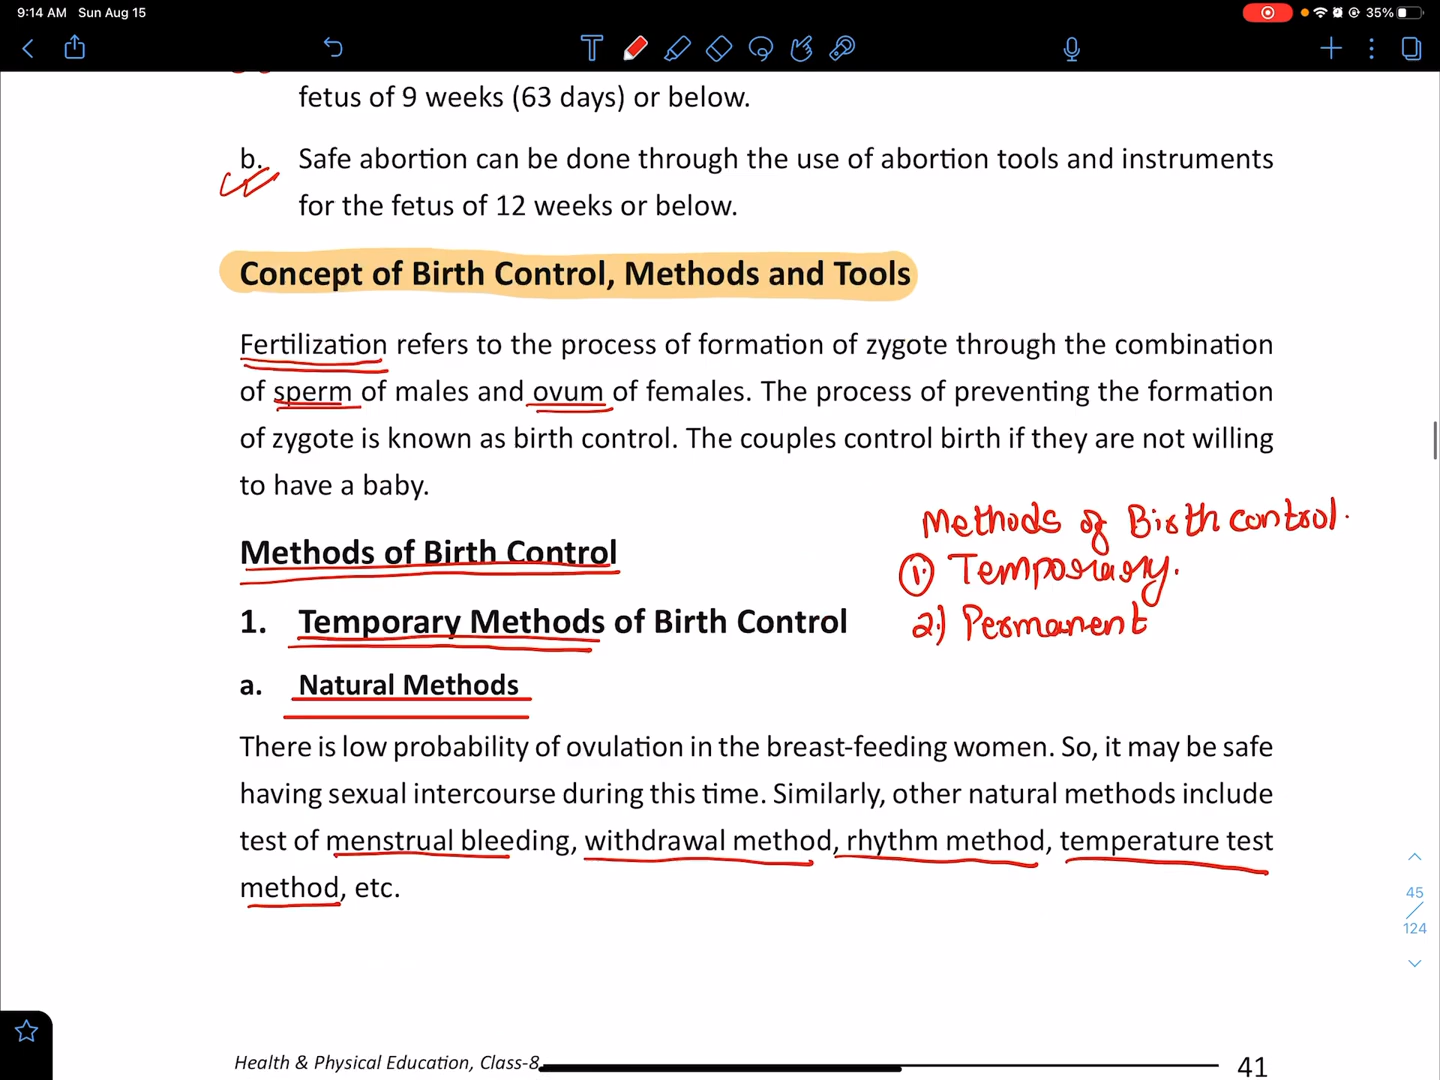 9:14 AM Sun Aug 15
35%
fetus of 9 weeks (63 days) or below.
b. Safe abortion can be done through the use of abortion tools and instruments
for the fetus of 12 weeks or below.
Concept of Birth Control, Methods and Tools
Fertilization refers to the process of formation of zygote through the combination
of sperm of males and ovum of females. The process of preventing the formation
of zygote is known as birth control. The couples control birth if they are not willing
to have a baby.
Methods of Birth control.
Methods of Birth Control
1. Temporary.
1. Temporary Methods of Birth Control
2.) Permanent
a. Natural Methods
There is low probability of ovulation in the breast-feeding women. So, it may be safe
having sexual intercourse during this time. Similarly, other natural methods include
test of menstrual bleeding, withdrawal method, rhythm method, temperature test
method, etc.
45
124
Health & Physical Education, Class-8
41